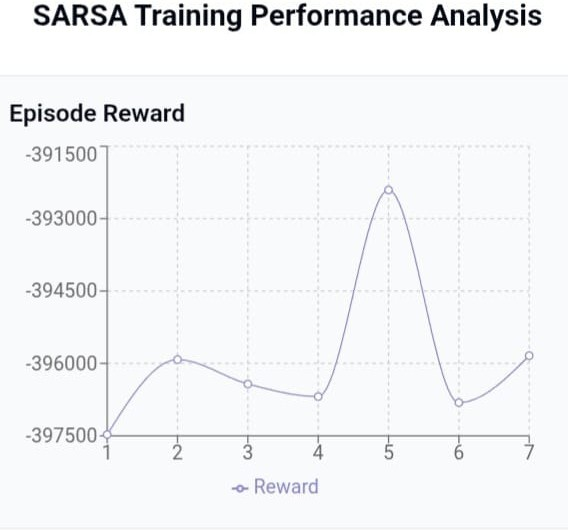 SARSA Training Performance Analysis
Episode Reward
-391500
-393000
-394500
-396000
-397500
1 2 3 4 5 6 7
Reward